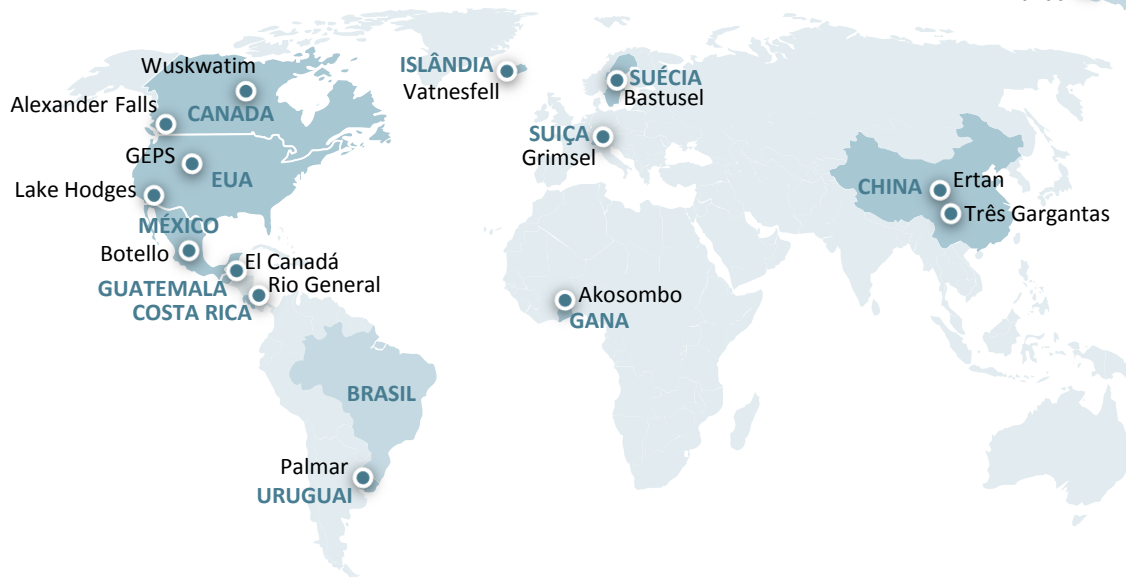 Wuskwatim
Alexander Falls
CANADA
GEPS
EUA
Lake Hodges
MÉXICO
Botello
El Canadá
GUATEMALA
Rio General
COSTA RICA
BRASIL
Palmar
URUGUAI
ISLÂNDIA
Vatnesfell
SUÉCIA
Bastusel
SUIÇA
Grimsel
Akosombo
GANA
CHINA
Ertan
Três Gargantas